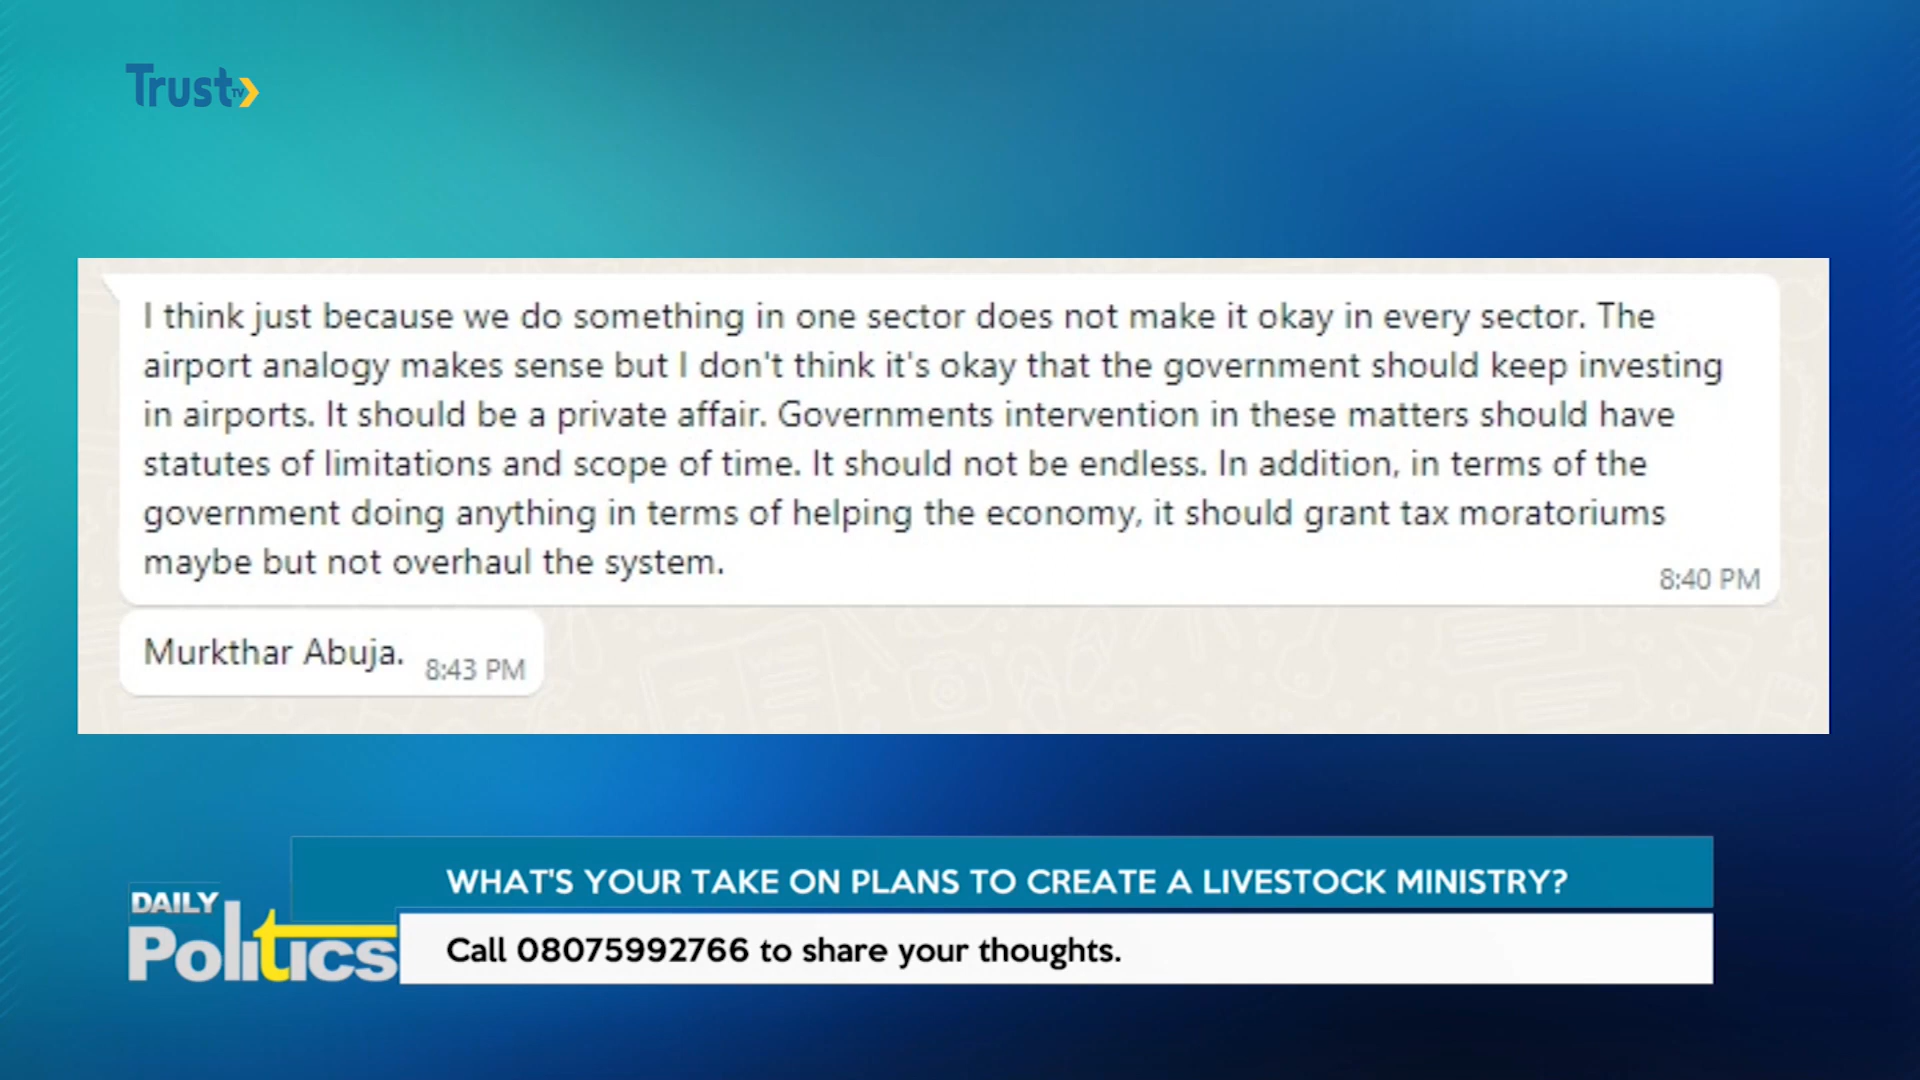 Trust TV
I think just because we do something in one sector does not make it okay in every sector. The
airport analogy makes sense but I don't think it's okay that the government should keep investing
in airports. It should be a private affair. Governments intervention in these matters should have
statutes of limitations and scope of time. It should not be endless. In addition, in terms of the
government doing anything in terms of helping the economy, it should grant tax moratoriums
maybe but not overhaul the system.
8:40 PM
Murkthar Abuja. 8:43 PM
WHAT'S YOUR TAKE ON PLANS TO CREATE A LIVESTOCK MINISTRY?
DAILY
Politics
Call 08075992766 to share your thoughts.